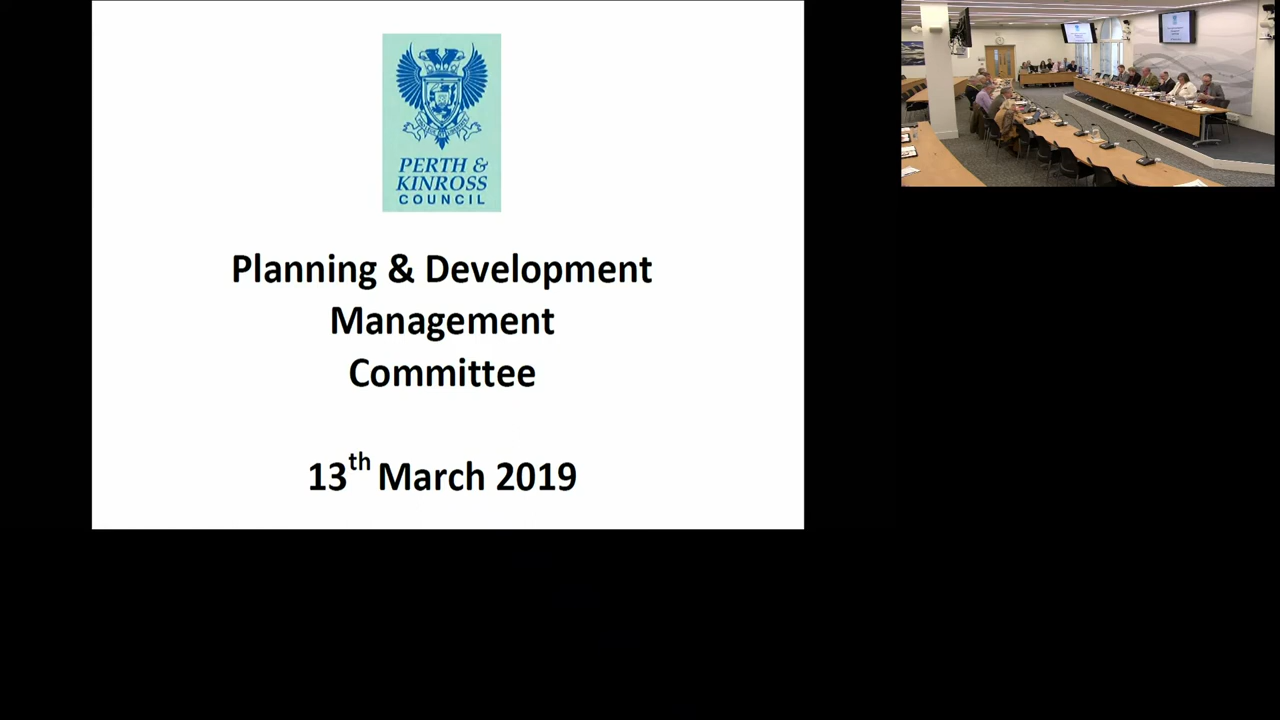 PERTH &
KINROSS
COUNCIL
Planning & Development
Management
Committee
13th March 2019